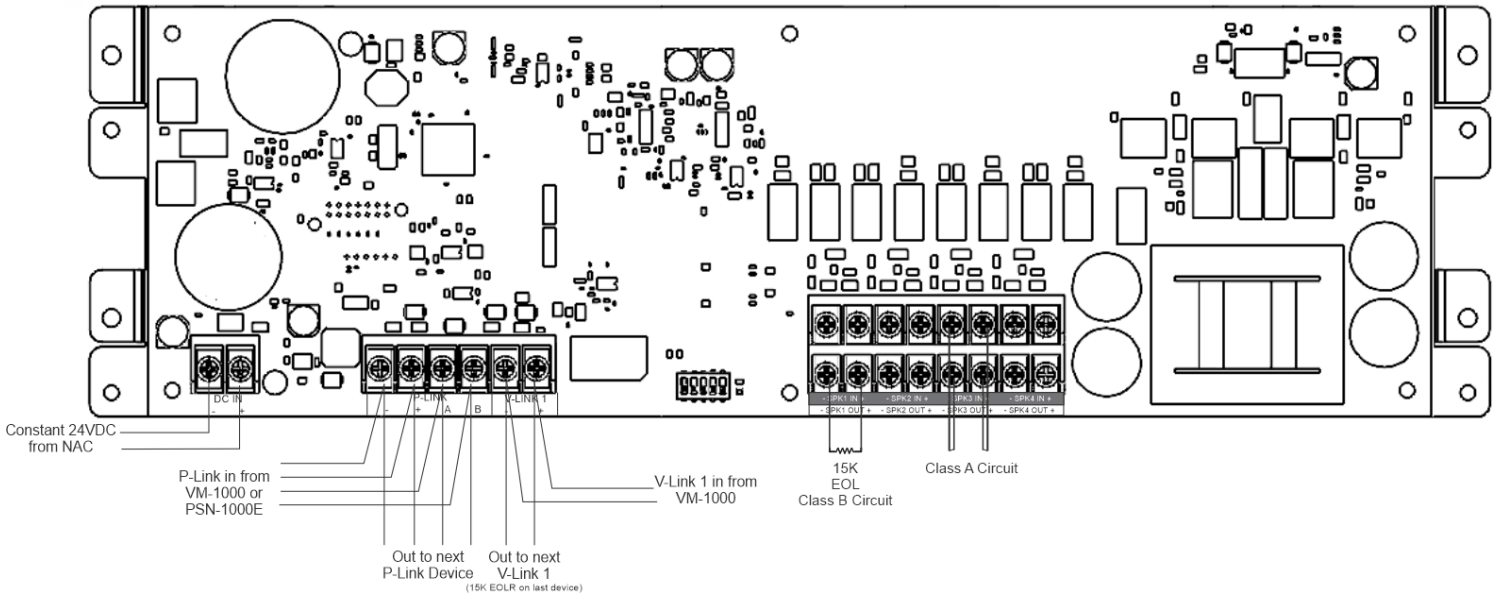 DC IN
- +
P-LINK
- + A B
V-LINK 1
- +
- SPK1 IN + - SPK2 IN + - SPK3 IN + - SPK4 IN +
- SPK1 OUT + - SPK2 OUT + - SPK3 OUT + - SPK4 OUT +
Constant 24VDC
from NAC
P-Link in from
VM-1000 or
PSN-1000E
V-Link 1 in from
VM-1000
15K
EOL
Class B Circuit
Class A Circuit
Out to next
P-Link Device
Out to next
V-Link 1
(15K EOLR on last device)